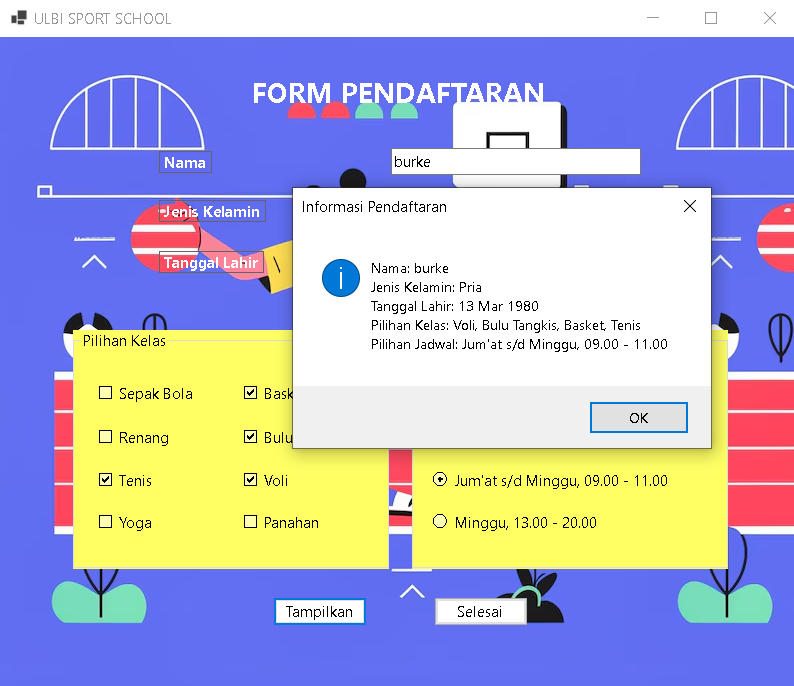 ULBI SPORT SCHOOL
FORM PENDAFTARAN
Nama
burke
Jenis Kelamin
Tanggal Lahir
Informasi Pendaftaran
Nama: burke
Jenis Kelamin: Pria
Tanggal Lahir: 13 Mar 1980
Pilihan Kelas: Voli, Bulu Tangkis, Basket, Tenis
Pilihan Jadwal: Jum'at s/d Minggu, 09.00 - 11.00
OK
Pilihan Kelas
Sepak Bola
Bask
Renang
Bulu
Tenis
Voli
Yoga
Panahan
Jum'at s/d Minggu, 09.00 - 11.00
Minggu, 13.00 - 20.00
Tampilkan
Selesai